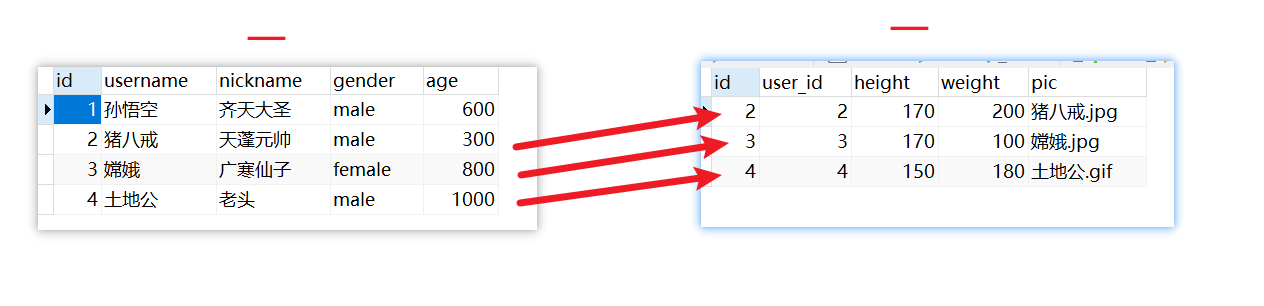 一 一
id username nickname gender age
1 孙悟空 齐天大圣 male 600
2 猪八戒 天蓬元帅 male 300
3 嫦娥 广寒仙子 female 800
4 土地公 老头 male 1000
id user_id height weight pic
2 2 170 200 猪八戒.jpg
3 3 170 100 嫦娥.jpg
4 4 150 180 土地公.gif